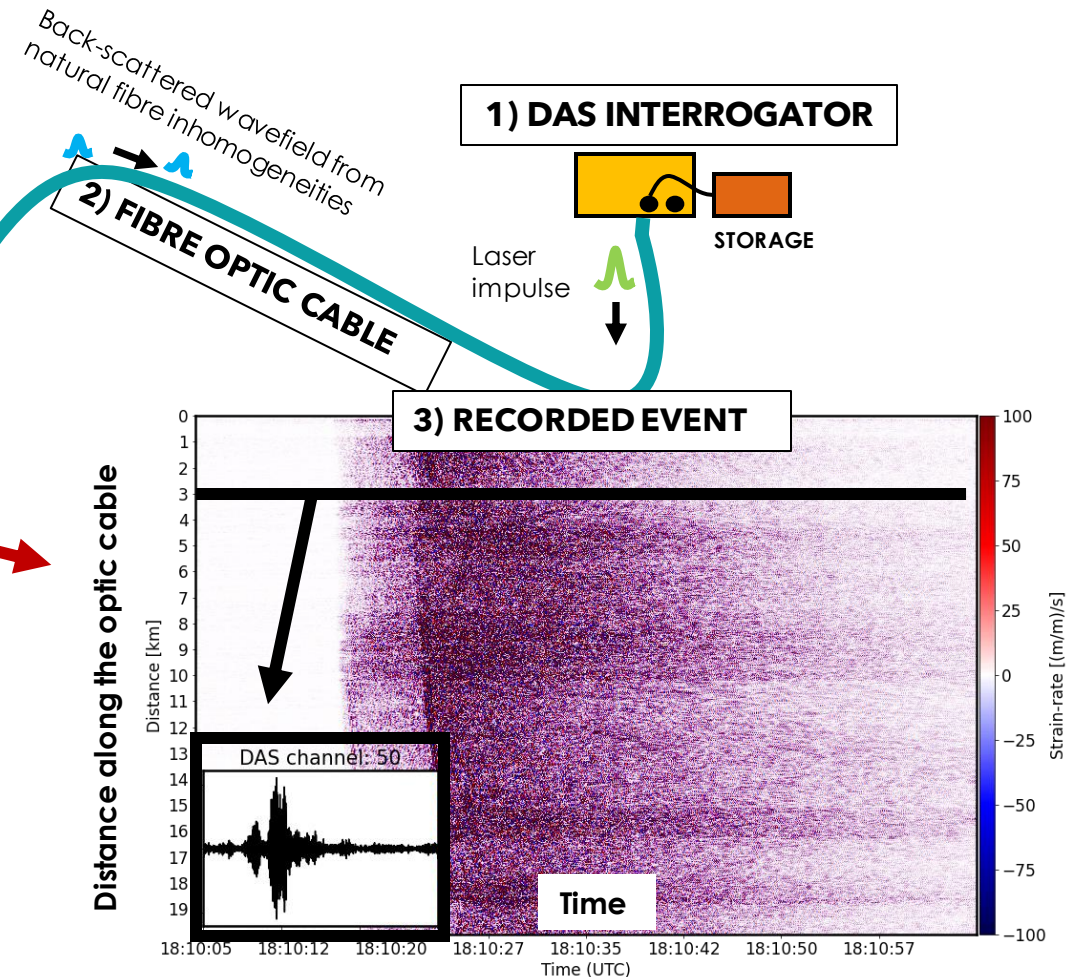 Back-scattered wavefield from
natural fibre inhomogeneities
1) DAS INTERROGATOR
2) FIBRE OPTIC CABLE
STORAGE
Laser
impulse
3) RECORDED EVENT
Distance along the optic cable
Distance [km]
0
1
2
3
4
5
6
7
8
9
10
11
12
13
14
15
16
17
18
19
DAS channel: 50
Time
18:10:05 18:10:12 18:10:20 18:10:27 18:10:35 18:10:42 18:10:50 18:10:57
Time (UTC)
100
75
50
25
0
−25
−50
−75
−100
Strain-rate [(m/m)/s]